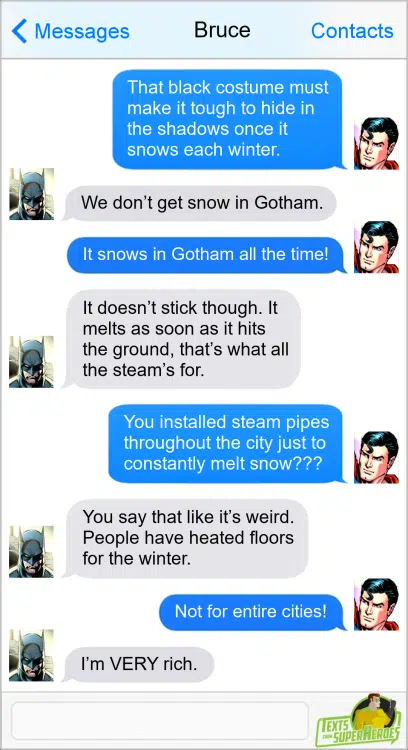 Messages Bruce Contacts
That black costume must
make it tough to hide in
the shadows once it
snows each winter.
We don’t get snow in Gotham.
It snows in Gotham all the time!
It doesn’t stick though. It
melts as soon as it hits
the ground, that’s what all
the steam’s for.
You installed steam pipes
throughout the city just to
constantly melt snow???
You say that like it’s weird.
People have heated floors
for the winter.
Not for entire cities!
I’m VERY rich.
TEXTS
FROM SUPERHEROES